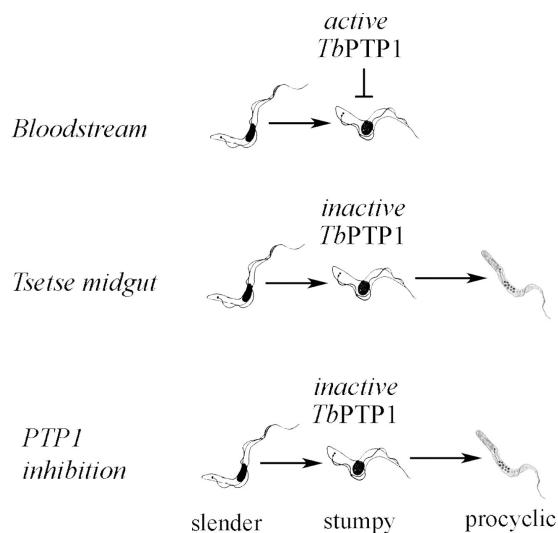 active
TbPTP1
Bloodstream
inactive
TbPTP1
Tsetse midgut
inactive
TbPTP1
PTP1
inhibition
slender stumpy procyclic